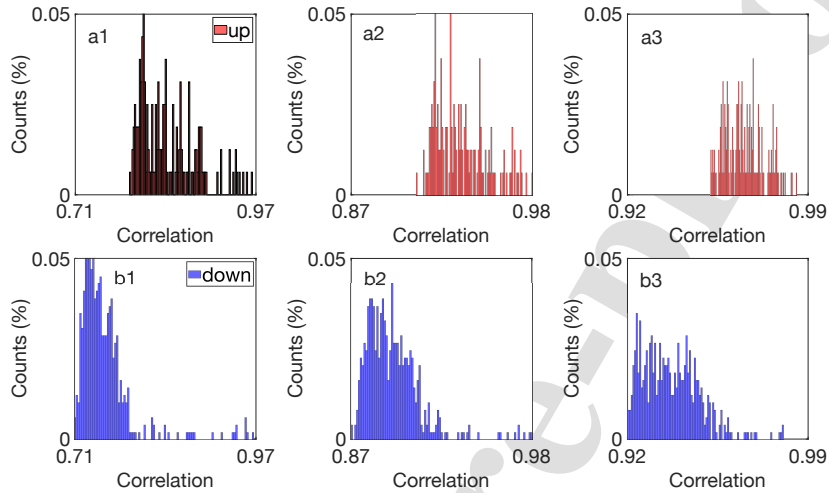 0.05
a1
up
Counts (%)
0
0.71
0.97
Correlation
0.05
a2
Counts (%)
0
0.87
0.98
Correlation
0.05
a3
Counts (%)
0
0.92
0.99
Correlation
0.05
b1
down
Counts (%)
0
0.71
0.97
Correlation
0.05
b2
Counts (%)
0
0.87
0.98
Correlation
0.05
b3
Counts (%)
0
0.92
0.99
Correlation